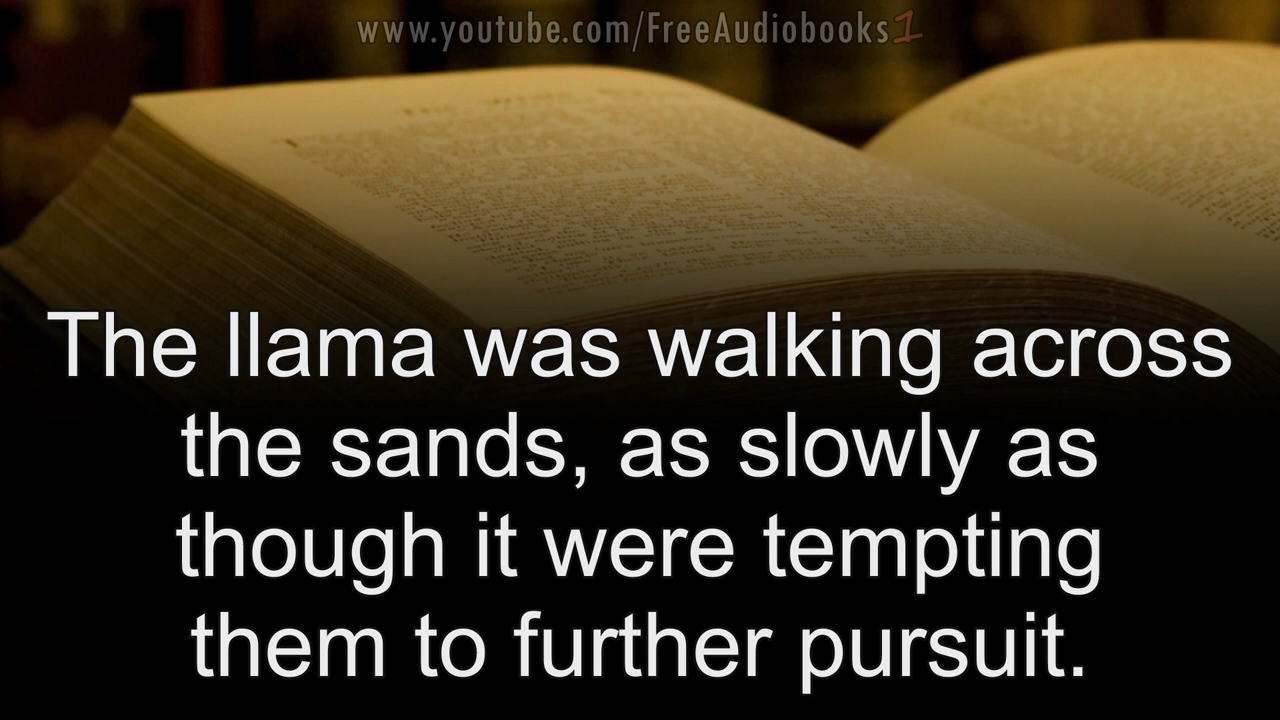 www.youtube.com/FreeAudiobooks1
The llama was walking across
the sands, as slowly as
though it were tempting
them to further pursuit.